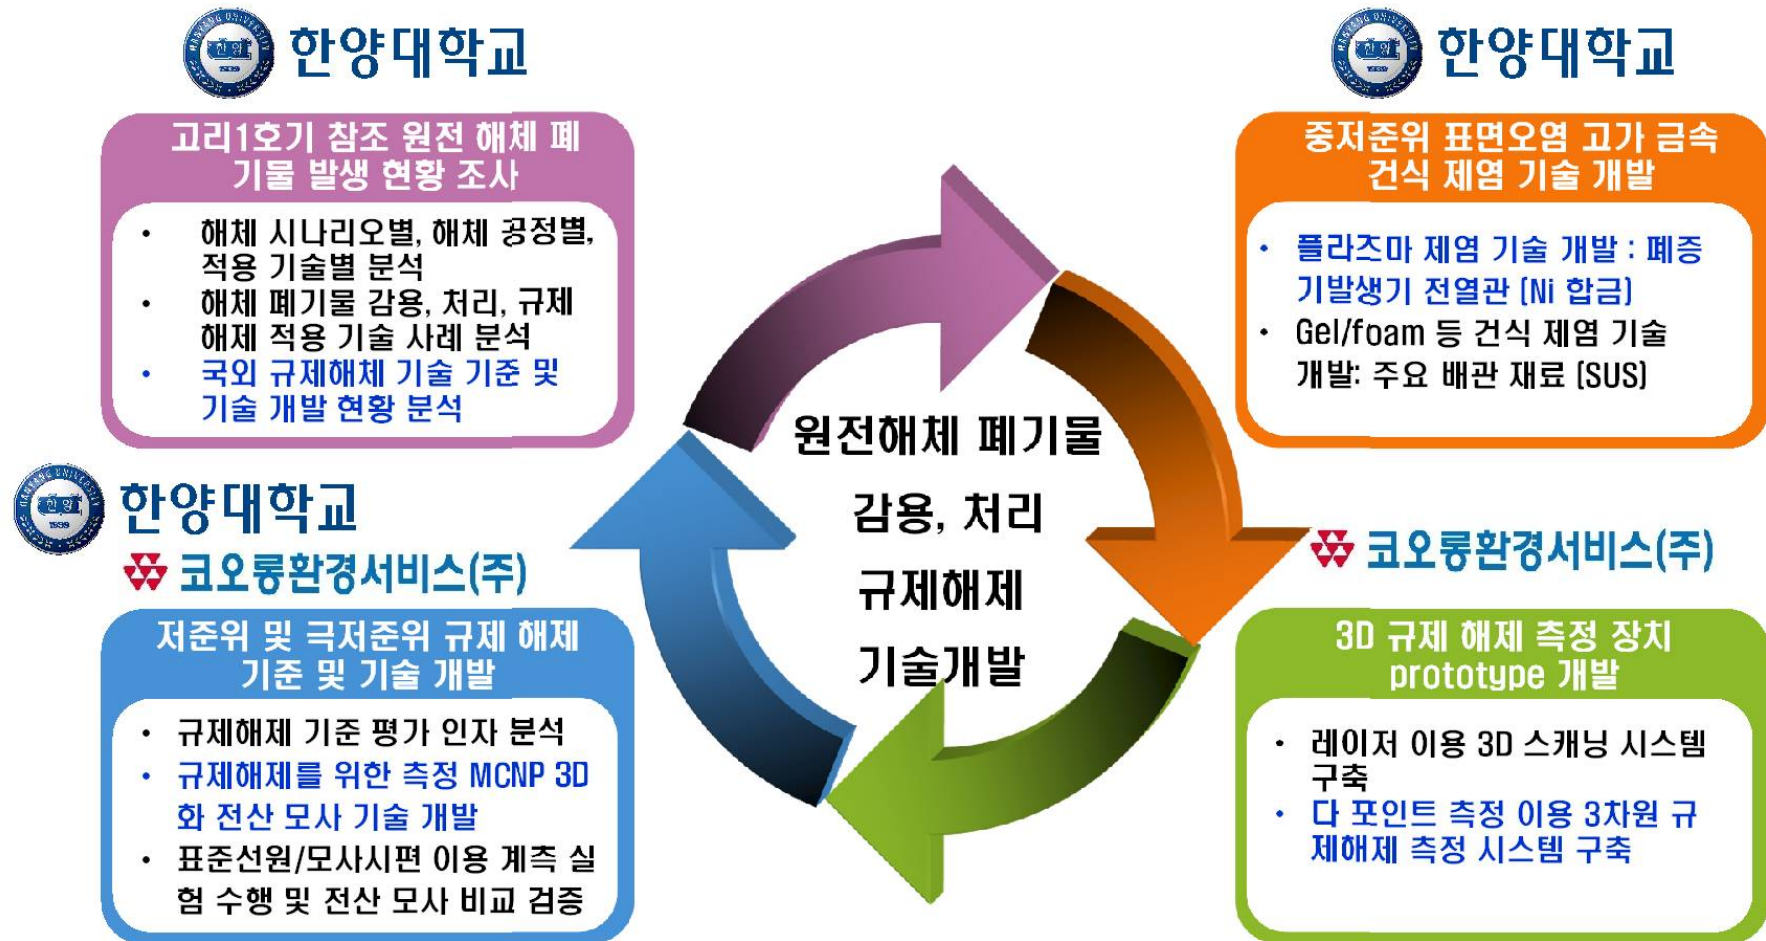 한양대학교
고리1호기 참조 원전 해체 폐
기물 발생 현황 조사
• 해체 시나리오별, 해체 공정별,
적용 기술별 분석
• 해체 폐기물 감용, 처리, 규제
해제 적용 기술 사례 분석
• 국외 규제해체 기술 기준 및
기술 개발 현황 분석
한양대학교
중저준위 표면오염 고가 금속
건식 제염 기술 개발
• 플라즈마 제염 기술 개발 : 폐증
기발생기 전열관 (Ni 합금)
• Gel/foam 등 건식 제염 기술
개발: 주요 배관 재료 (SUS)
원전해체 폐기물
감용, 처리
규제해제
기술개발
한양대학교
코오롱환경서비스(주)
저준위 및 극저준위 규제 해제
기준 및 기술 개발
• 규제해제 기준 평가 인자 분석
• 규제해제를 위한 측정 MCNP 3D
화 전산 모사 기술 개발
• 표준선원/모사시편 이용 계측 실
험 수행 및 전산 모사 비교 검증
코오롱환경서비스(주)
3D 규제 해제 측정 장치
prototype 개발
• 레이저 이용 3D 스캐닝 시스템
구축
• 다 포인트 측정 이용 3차원 규
제해제 측정 시스템 구축